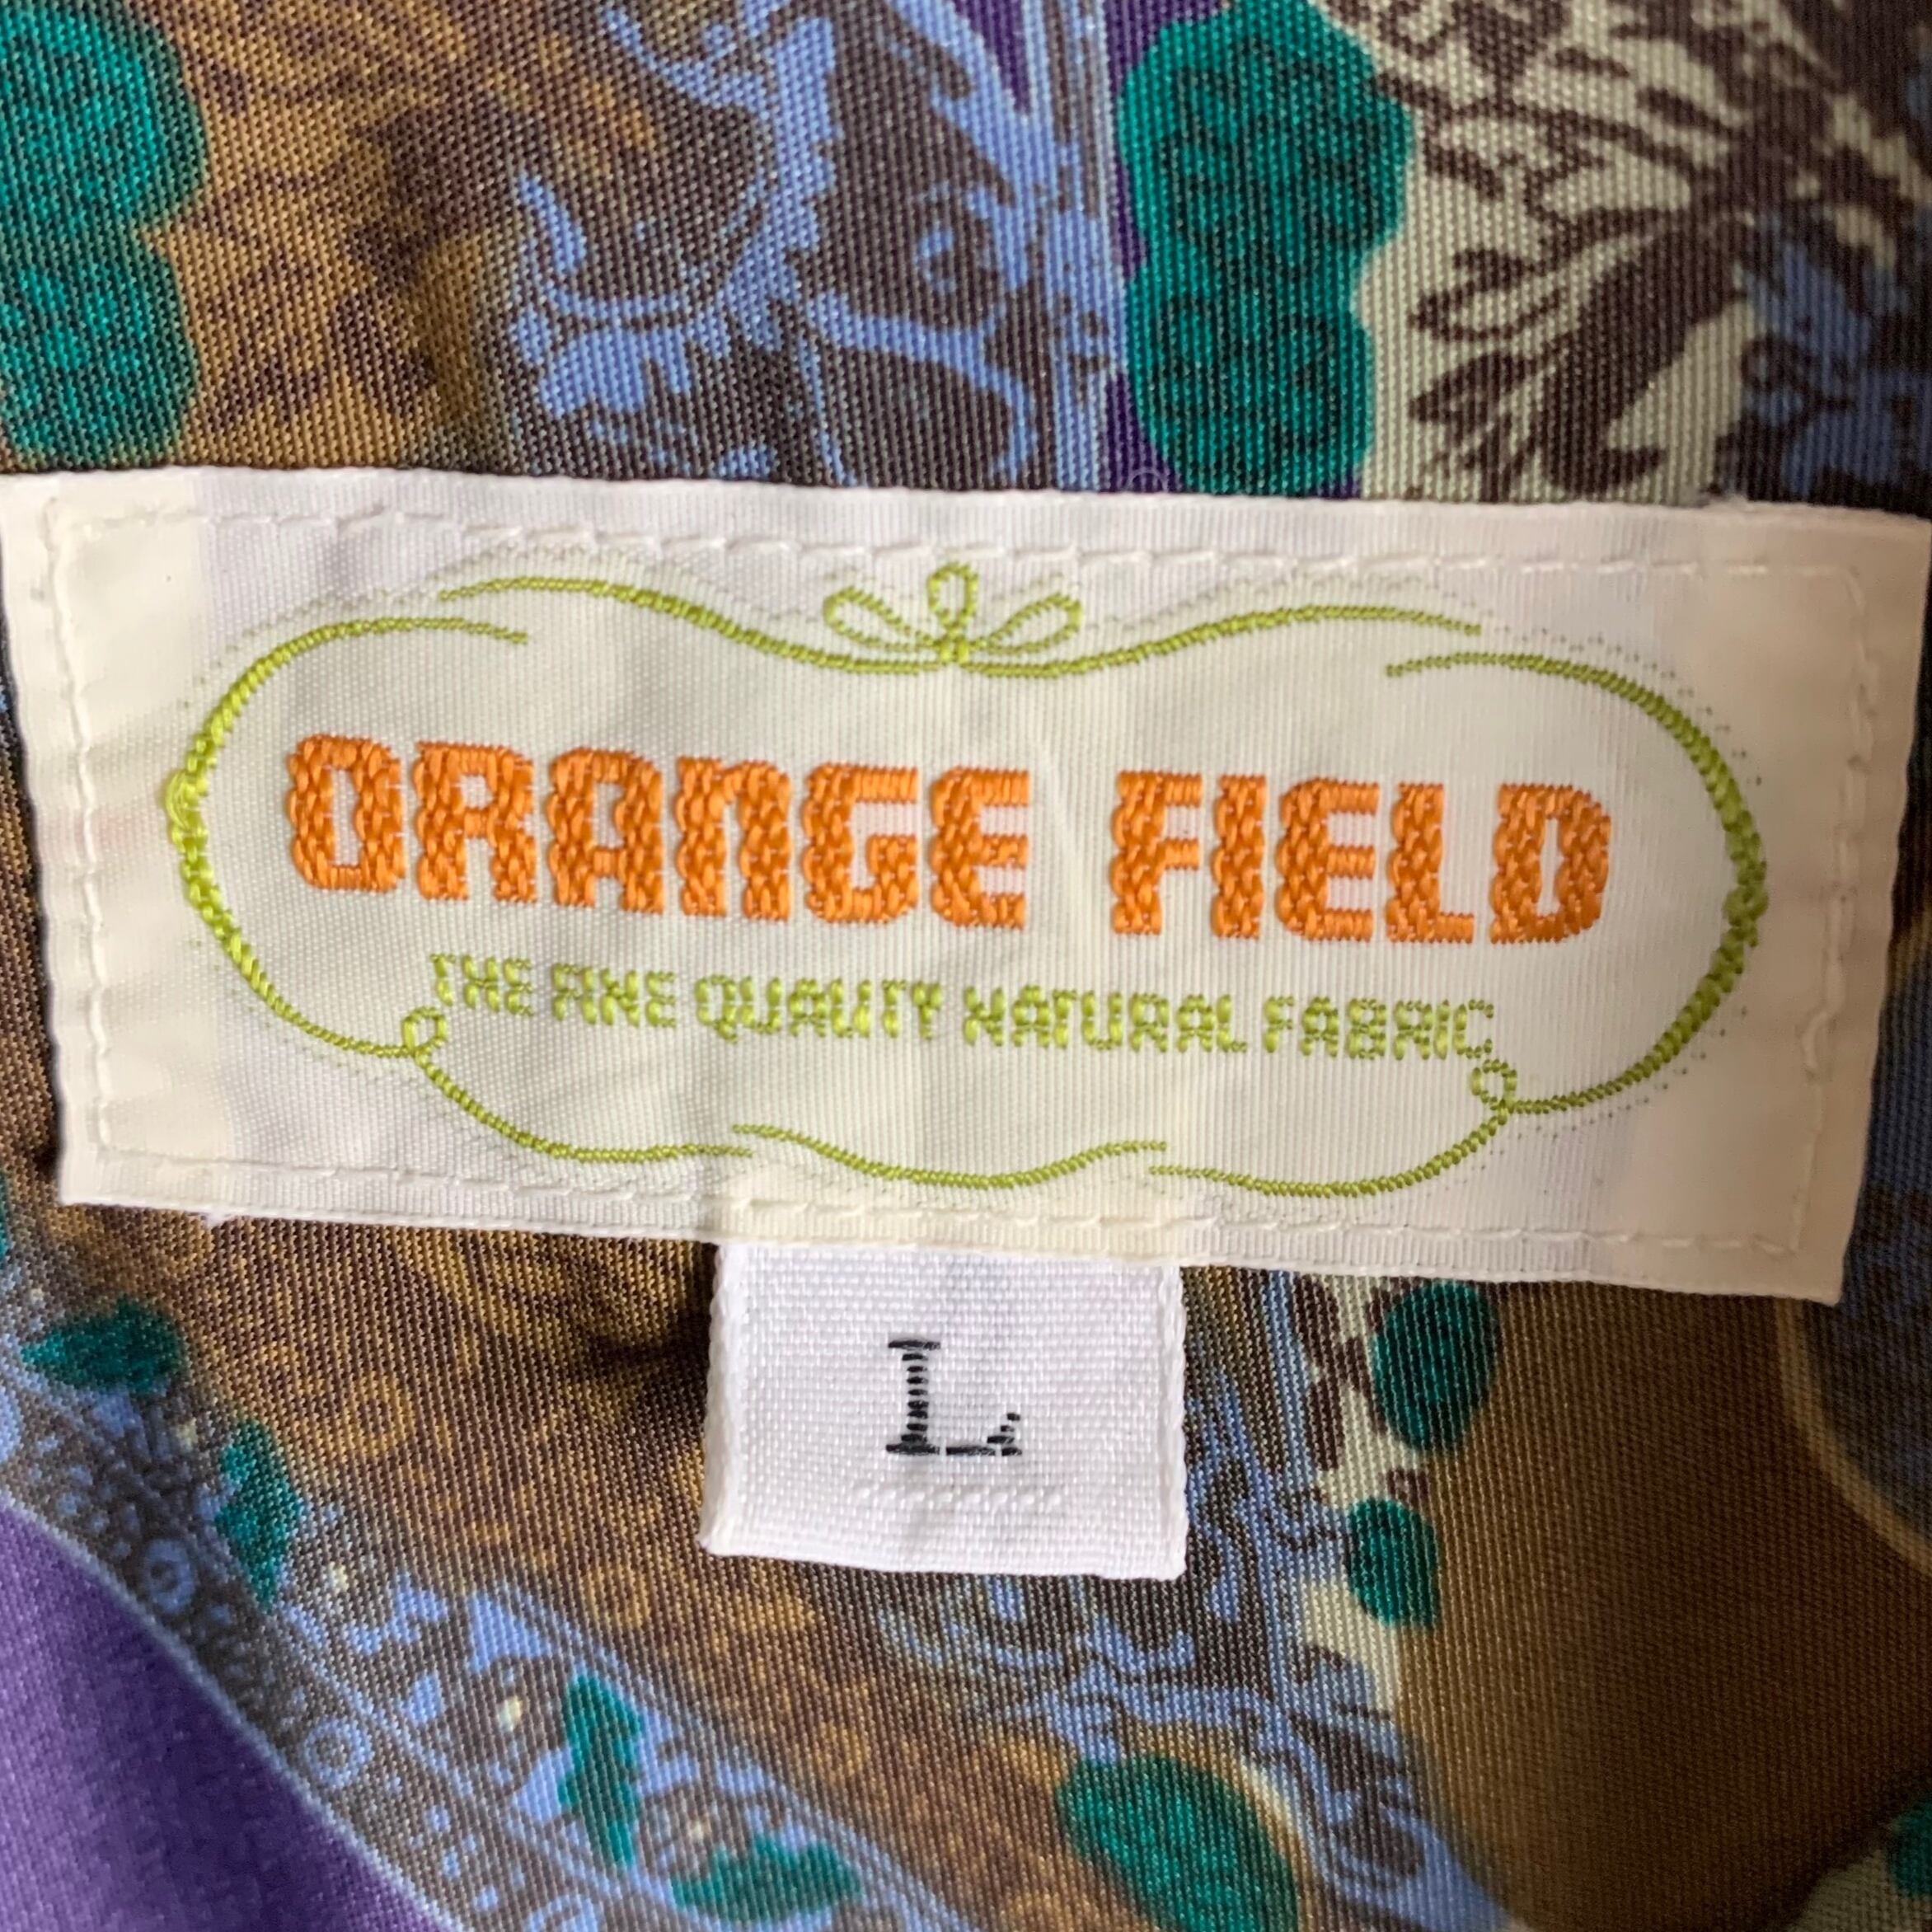 ORANGE FIELD
THE FINE QUALITY NATURAL FABRIC
L